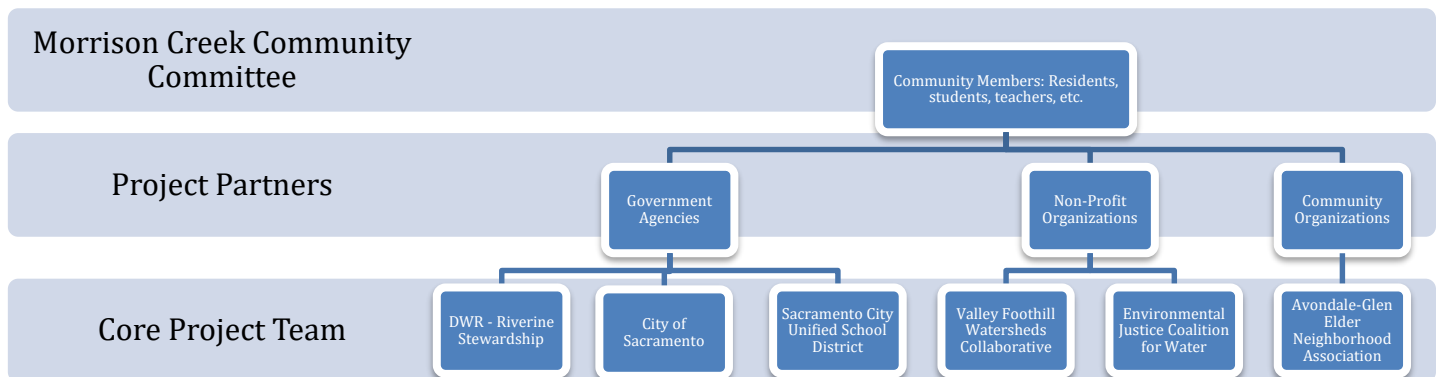 Morrison Creek Community
Committee
Community Members: Residents,
students, teachers, etc.
Project Partners
Government
Agencies
Non-Profit
Organizations
Community
Organizations
Core Project Team
DWR - Riverine
Stewardship
City of
Sacramento
Sacramento City
Unified School
District
Valley Foothill
Watersheds
Collaborative
Environmental
Justice Coalition
for Water
Avondale-Glen
Elder
Neighborhood
Association